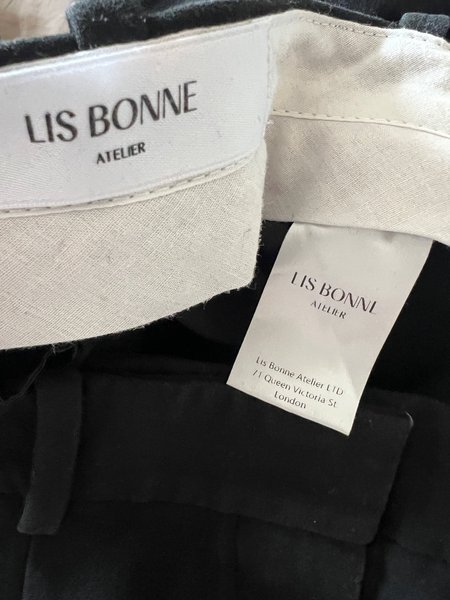 LIS BONNE
ATELIER
LIS BONNE
ATELIER
Lis Bonne Atelier LTD
71 Queen Victoria St.
London